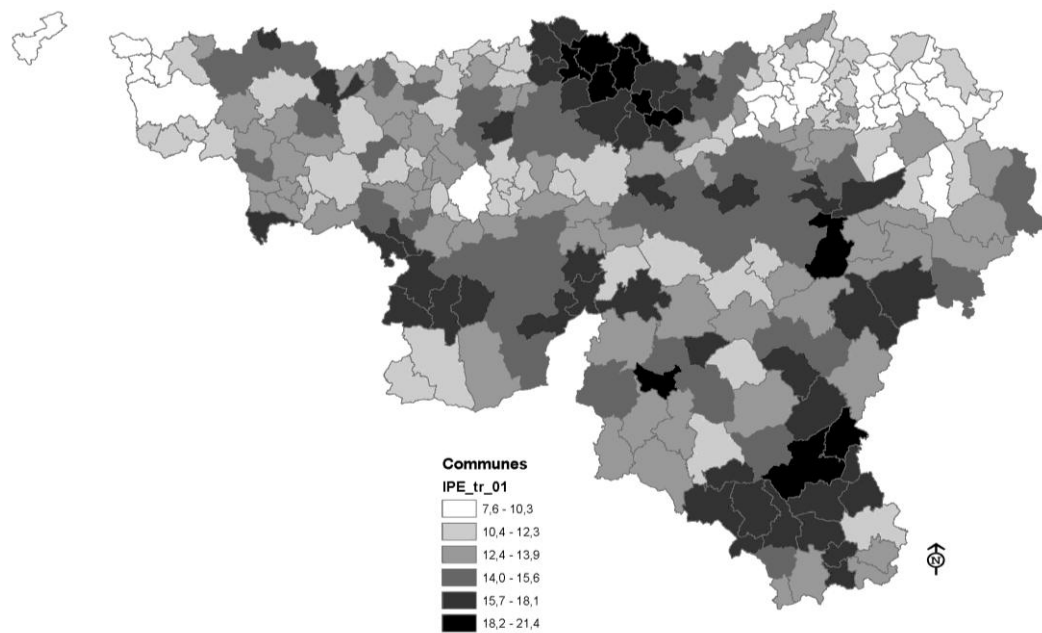 Communes
IPE_tr_01
7,6 - 10,3
10,4 - 12,3
12,4 - 13,9
14,0 - 15,6
15,7 - 18,1
18,2 - 21,4
N